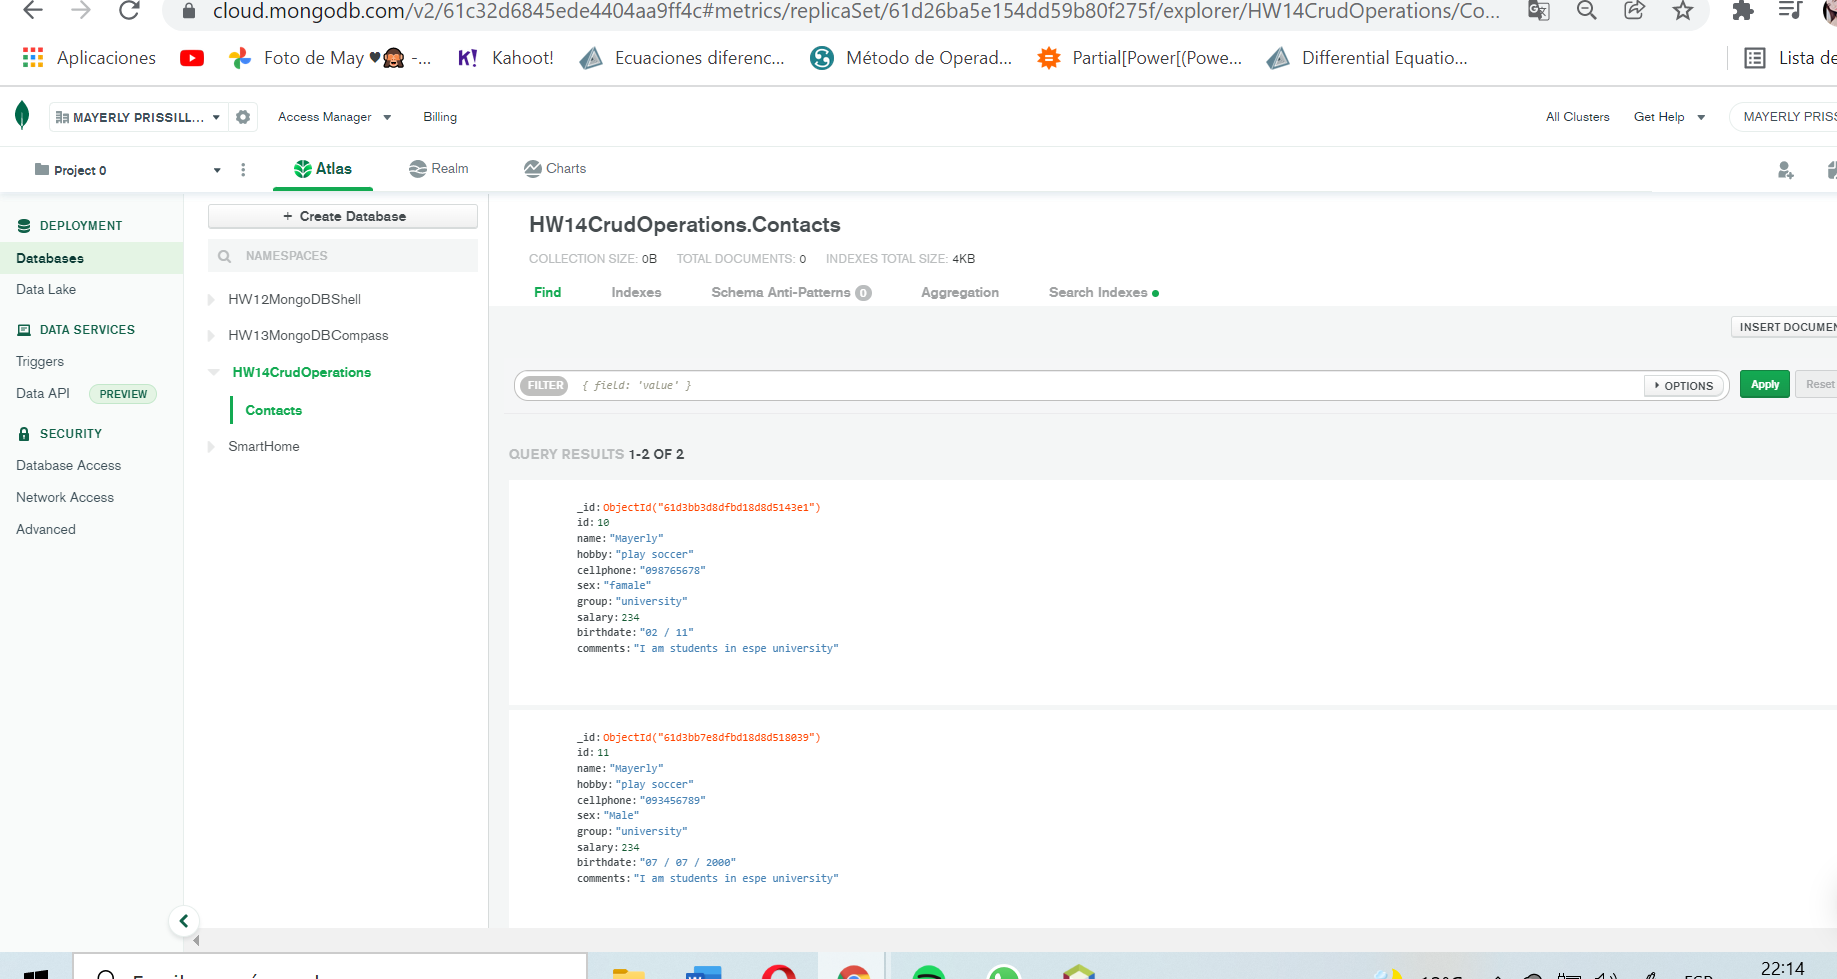 cloud.mongodb.com/v2/61c32d6845ede4404aa9ff4c#metrics/replicaSet/61d26ba5e154dd59b80f275f/explorer/HW14CrudOperations/Co...
Aplicaciones Foto de May ♥🙈 -... K! Kahoot! Ecuaciones diferenc... Método de Operad... Partial[Power[(Powe... Differential Equatio... Lista de
MAYERLY PRISSILL... Access Manager Billing All Clusters Get Help MAYERLY PRISS
Project 0 Atlas Realm Charts
DEPLOYMENT
Databases
Data Lake
DATA SERVICES
Triggers
Data API PREVIEW
SECURITY
Database Access
Network Access
Advanced
+ Create Database
NAMESPACES
HW12MongoDBShell
HW13MongoDBCompass
HW14CrudOperations
Contacts
SmartHome
HW14CrudOperations.Contacts
COLLECTION SIZE: 0B TOTAL DOCUMENTS: 0 INDEXES TOTAL SIZE: 4KB
Find Indexes Schema Anti-Patterns 0 Aggregation Search Indexes
INSERT DOCUMEN
FILTER { field: 'value' } OPTIONS Apply Reset
QUERY RESULTS 1-2 OF 2
_id: ObjectId("61d3bb3d8dfbd18d8d5143e1")
id: 10
name: "Mayerly"
hobby: "play soccer"
cellphone: "098765678"
sex: "famale"
group: "university"
salary: 234
birthdate: "02 / 11"
comments: "I am students in espe university"
_id: ObjectId("61d3bb7e8dfbd18d8d518039")
id: 11
name: "Mayerly"
hobby: "play soccer"
cellphone: "093456789"
sex: "Male"
group: "university"
salary: 234
birthdate: "07 / 07 / 2000"
comments: "I am students in espe university"
22:14